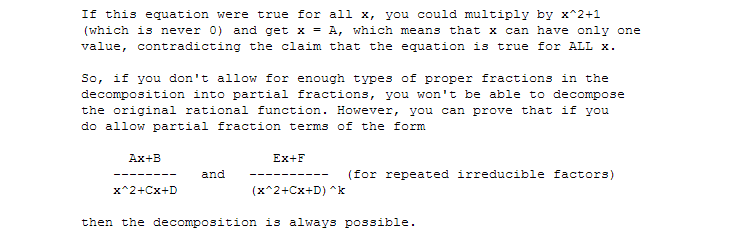 If this equation were true for all x, you could multiply by x^2+1
(which is never 0) and get x = A, which means that x can have only one
value, contradicting the claim that the equation is true for ALL x.
So, if you don't allow for enough types of proper fractions in the
decomposition into partial fractions, you won't be able to decompose
the original rational function. However, you can prove that if you
do allow partial fraction terms of the form
Ax+B Ex+F
-------- and ---------- (for repeated irreducible factors)
x^2+Cx+D (x^2+Cx+D)^k
then the decomposition is always possible.